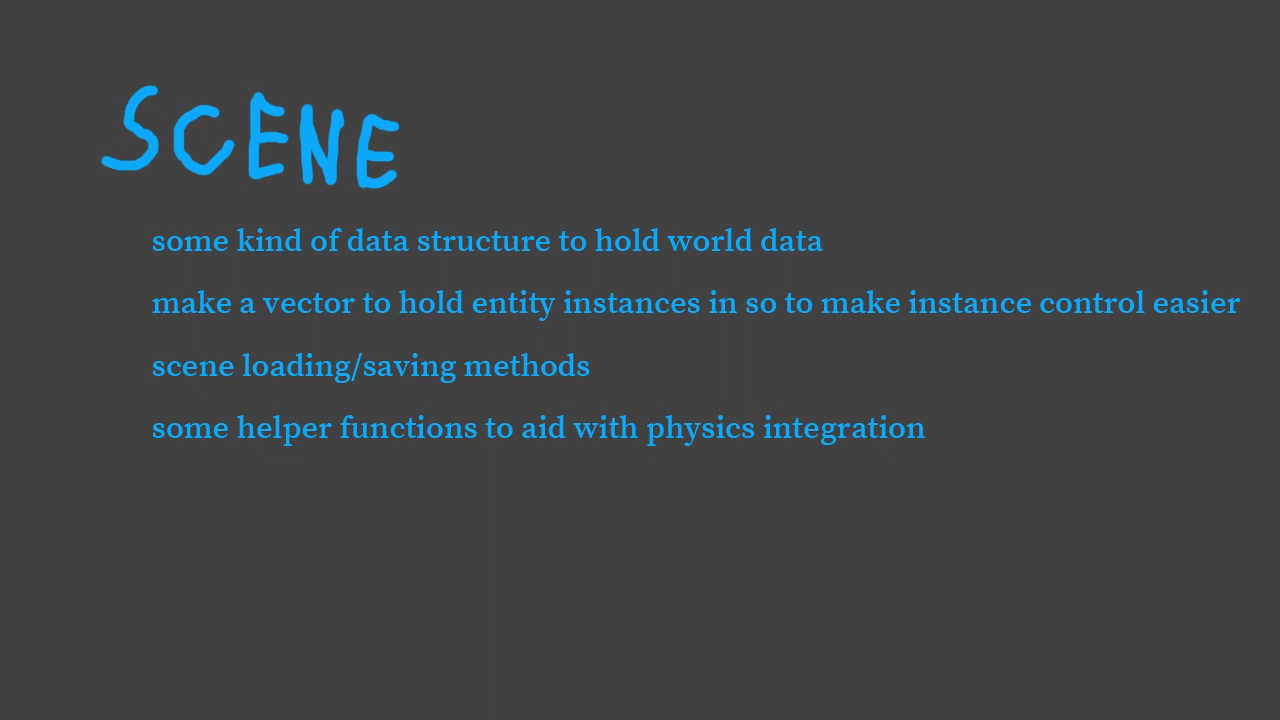 SCENE
some kind of data structure to hold world data
make a vector to hold entity instances in so to make instance control easier
scene loading/saving methods
some helper functions to aid with physics integration